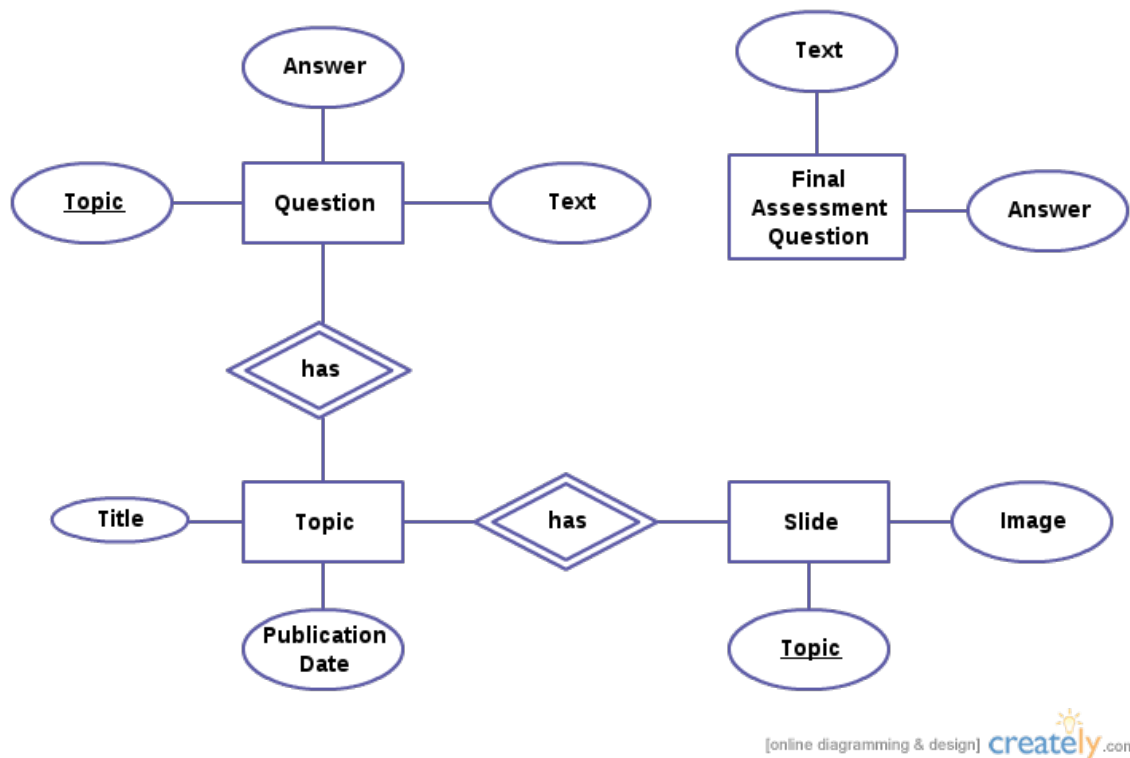 Answer
Text
Topic
Question
Text
Final
Assessment
Question
Answer
has
Title
Topic
has
Slide
Image
Publication
Date
Topic
[online diagramming & design] creately.com